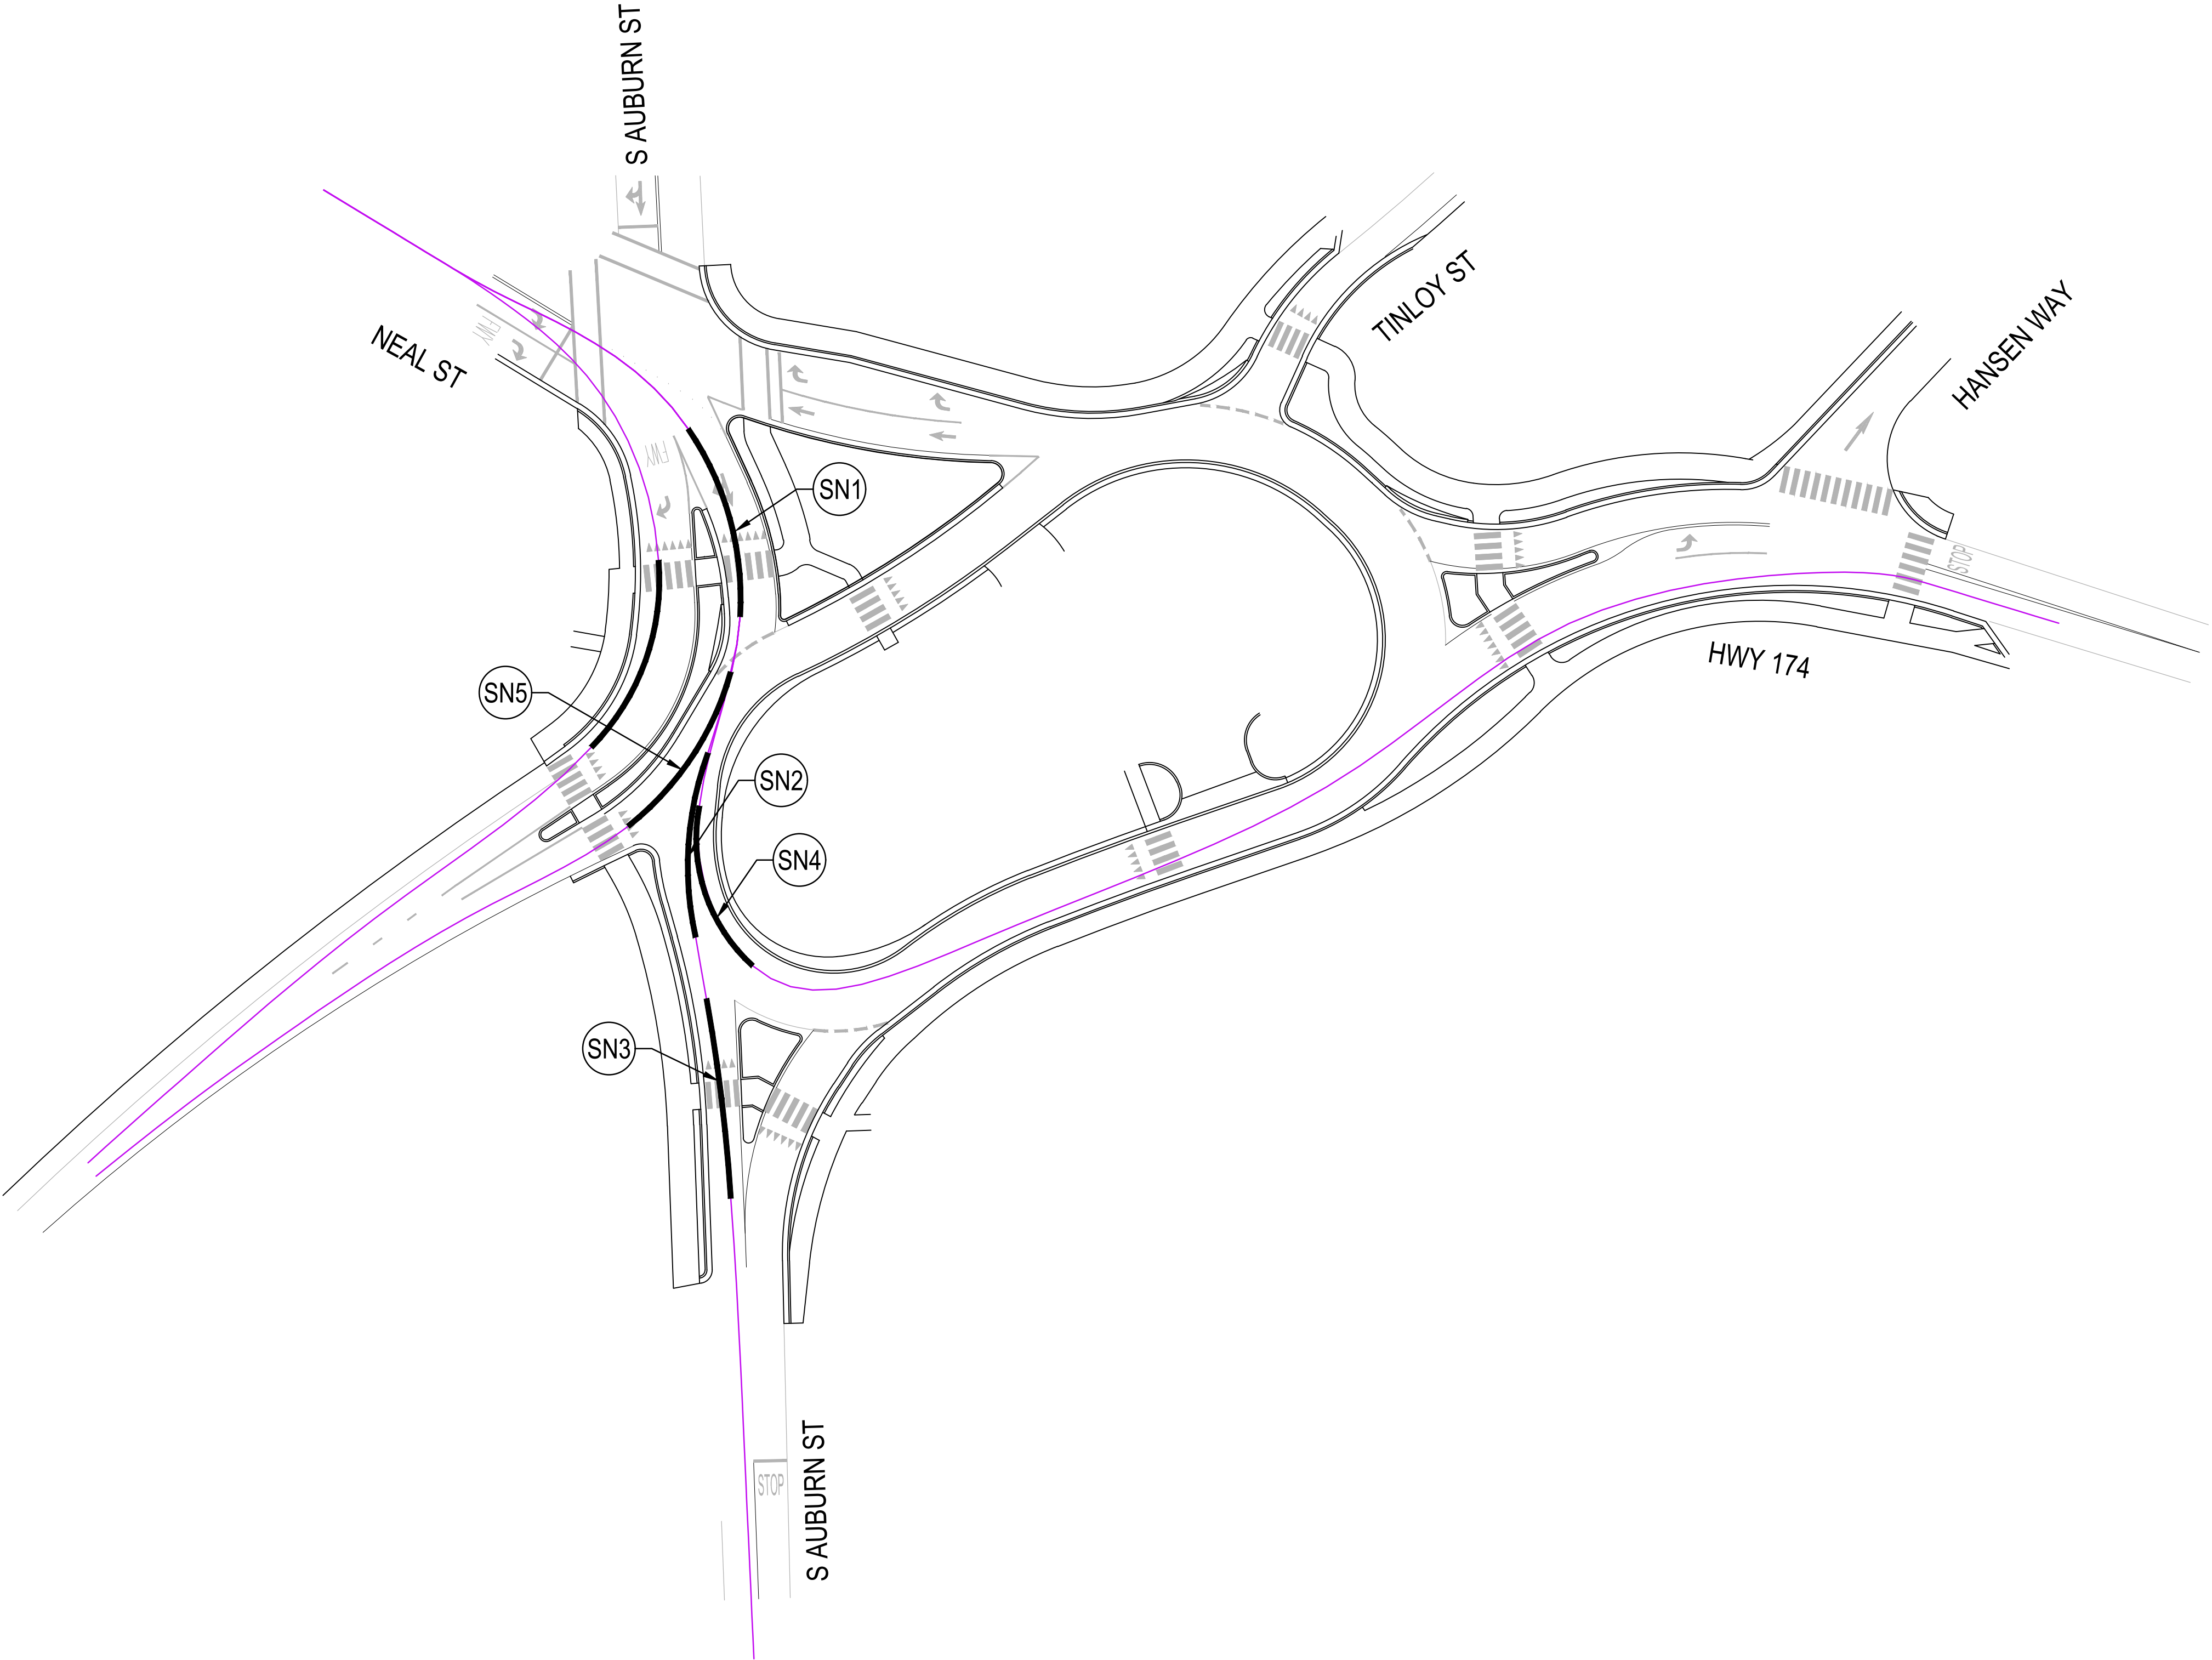 S AUBURN ST
NEAL ST
FWY
TINLOY ST
HANSEN WAY
FWY
SN1
STOP
HWY 174
SN5
SN2
SN4
SN3
STOP
S AUBURN ST